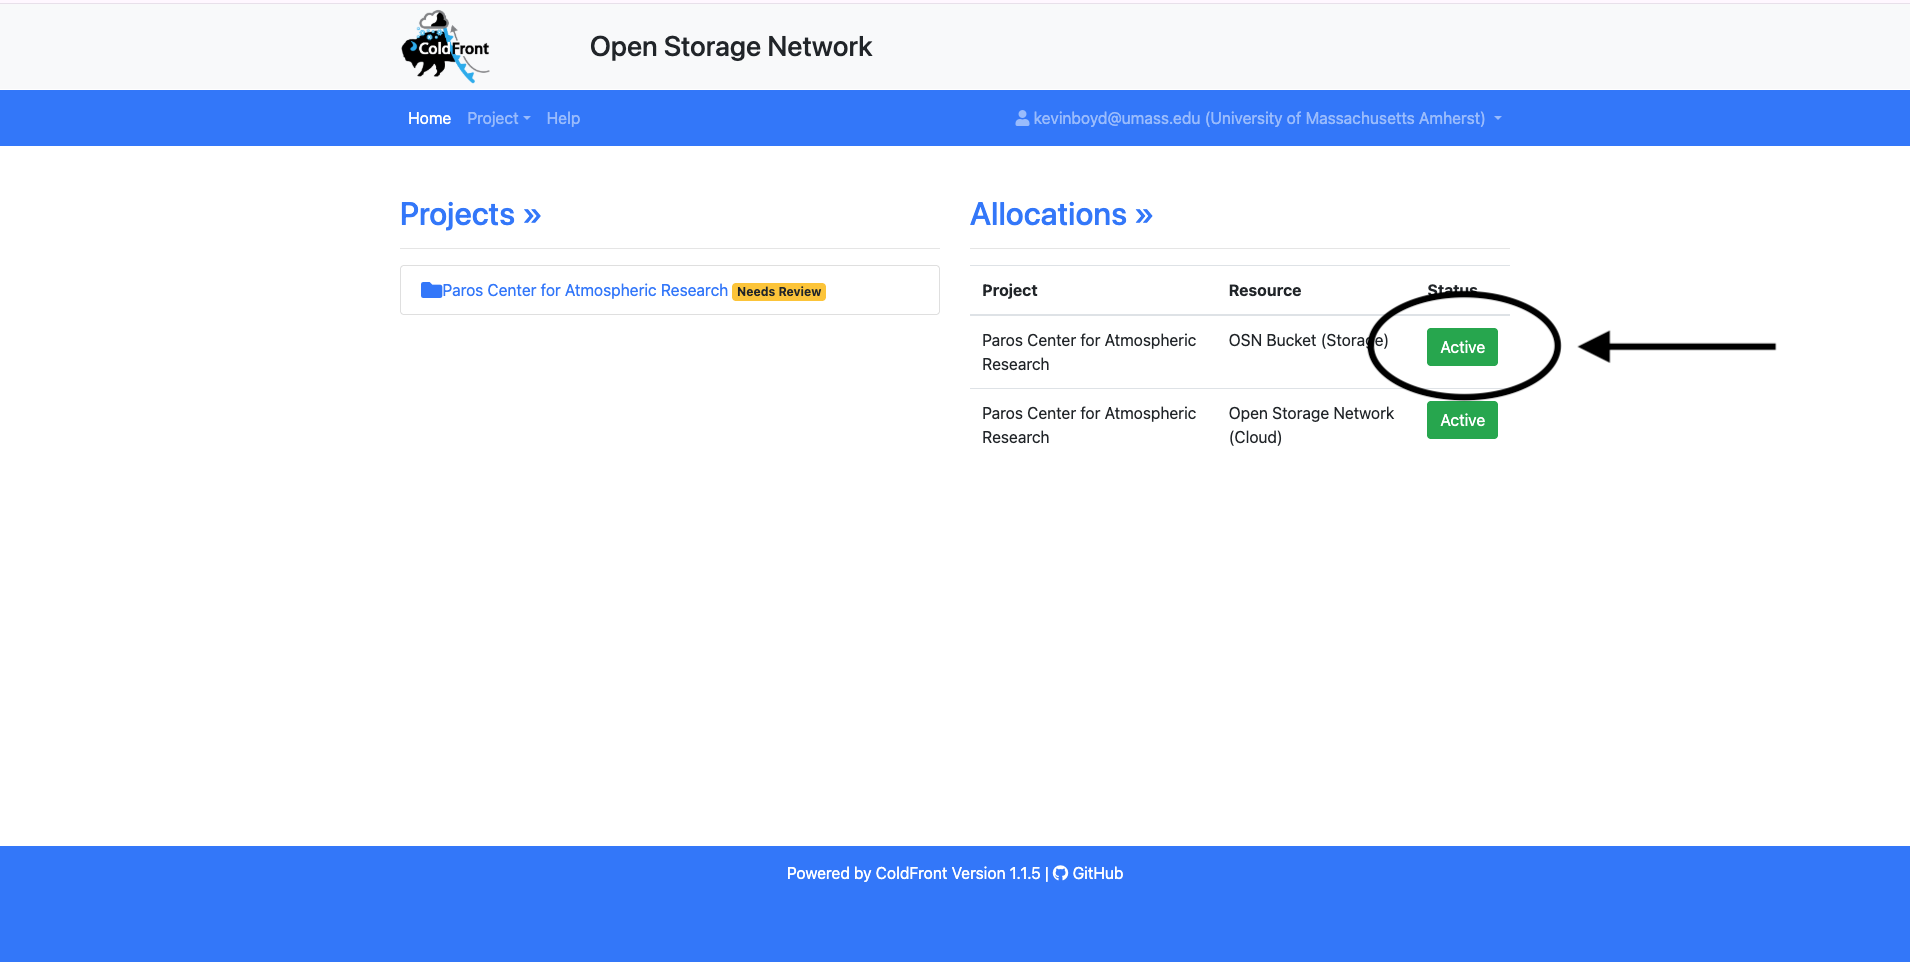 ColdFront
Open Storage Network
Home Project Help
kevinboyd@umass.edu (University of Massachusetts Amherst)
Projects »
Paros Center for Atmospheric Research Needs Review
Allocations »
Project Resource Status
Paros Center for Atmospheric
Research
OSN Bucket (Storage)
Active
Paros Center for Atmospheric
Research
Open Storage Network
(Cloud)
Active
Powered by ColdFront Version 1.1.5 | GitHub